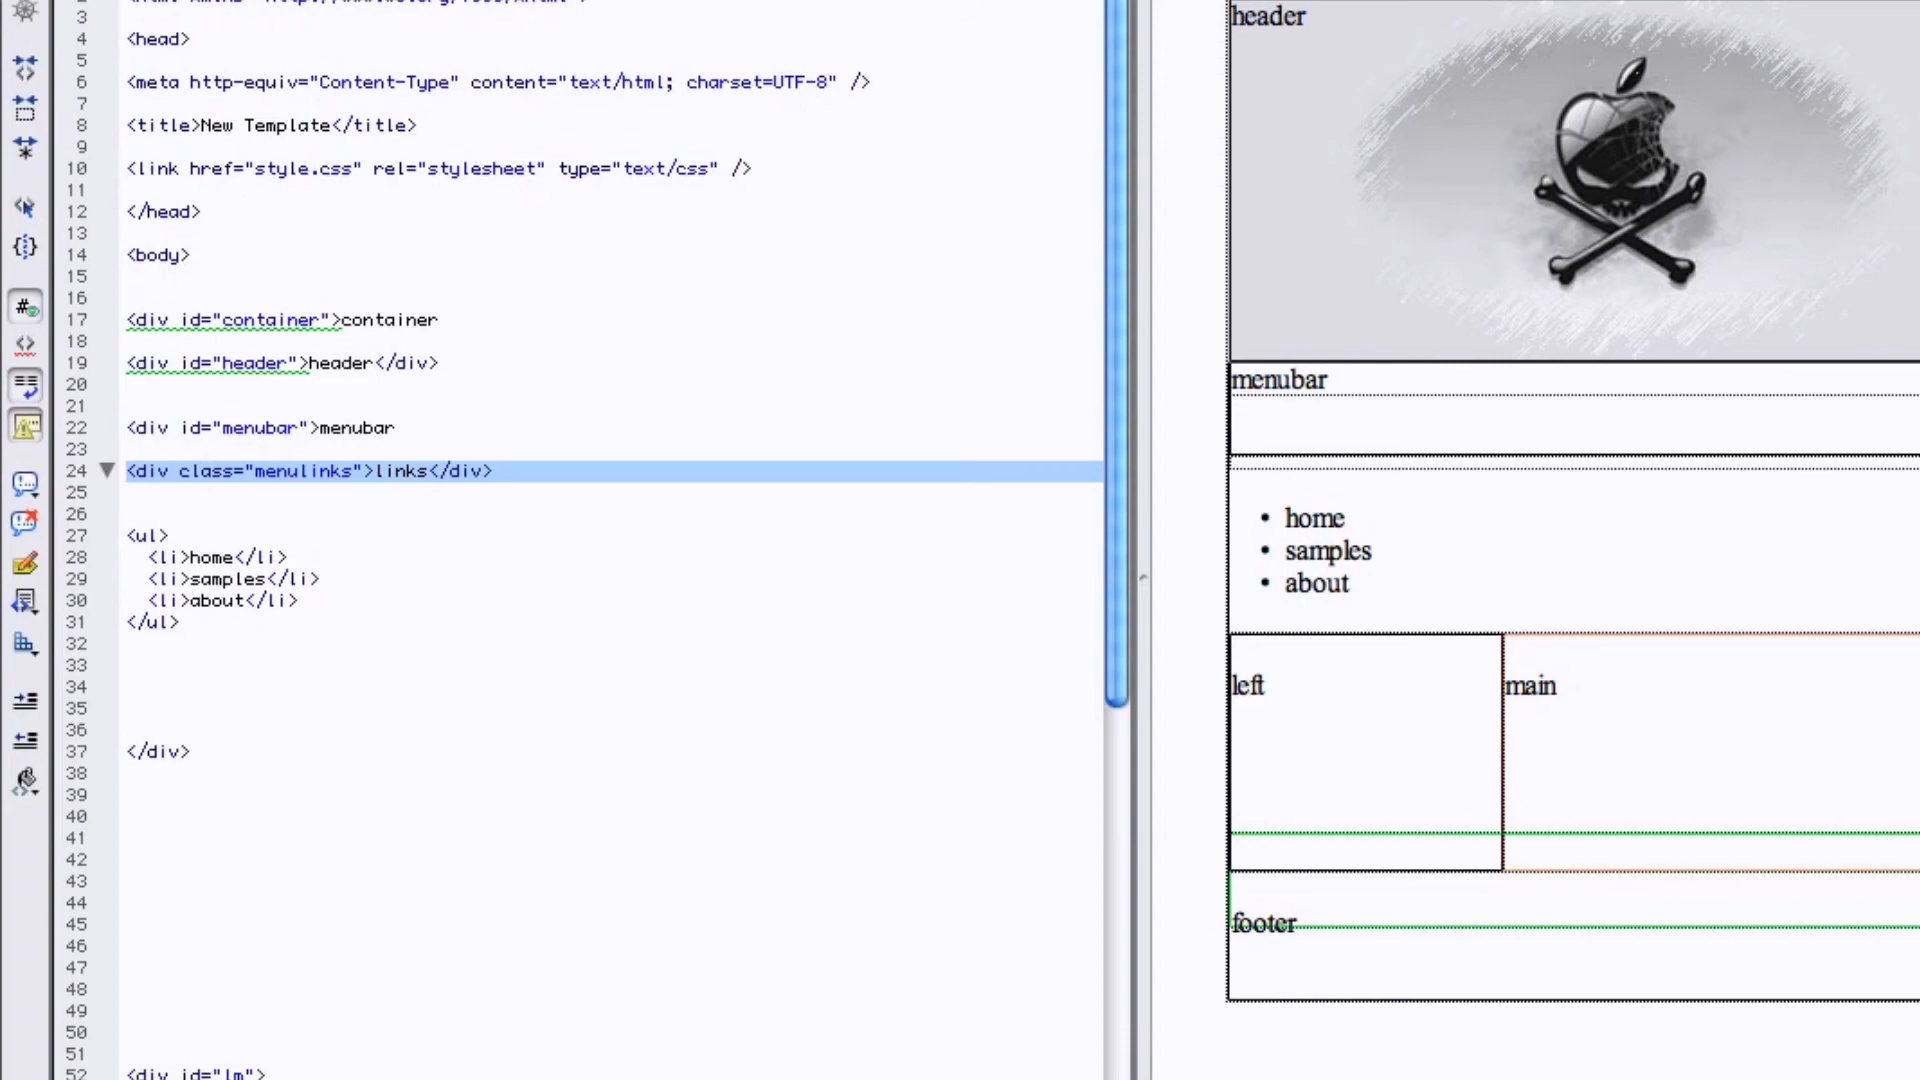 3
4 <head>
5
6 <meta http-equiv="Content-Type" content="text/html; charset=UTF-8" />
7
8 <title>New Template</title>
9
10 <link href="style.css" rel="stylesheet" type="text/css" />
11
12 </head>
13
14 <body>
15
16
17 <div id="container">container
18
19 <div id="header">header</div>
20
21
22 <div id="menubar">menubar
23
24 <div class="menulinks">links</div>
25
26
27 <ul>
28 <li>home</li>
29 <li>samples</li>
30 <li>about</li>
31 </ul>
32
33
34
35
36
37 </div>
38
39
40
41
42
43
44
45
46
47
48
49
50
51
52 <div id="lm">
header
menubar
• home
• samples
• about
left
main
footer